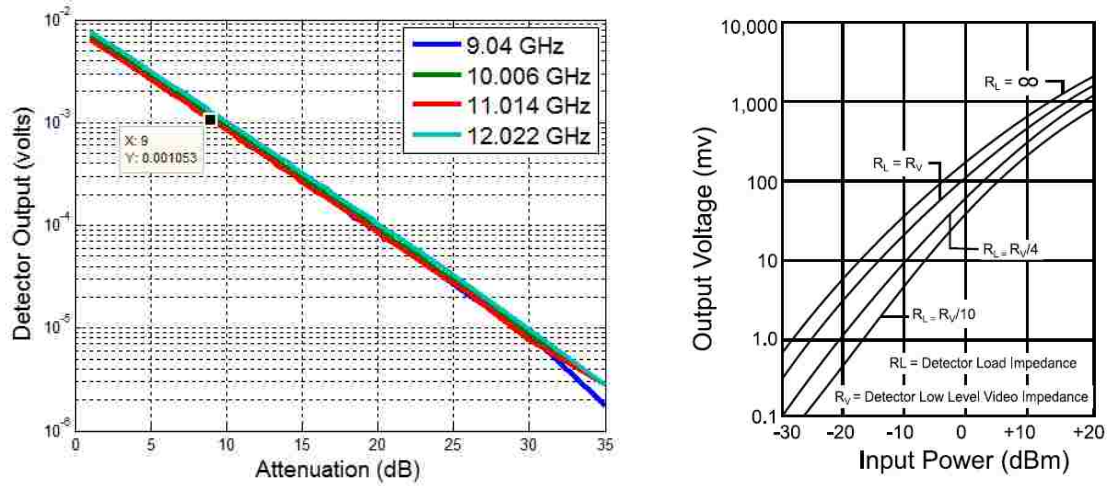 10⁻²
10⁻³
10⁻⁴
10⁻⁵
10⁻⁶
Detector Output (volts)
9.04 GHz
10.006 GHz
11.014 GHz
12.022 GHz
X: 9
Y: 0.001053
0 5 10 15 20 25 30 35
Attenuation (dB)
10,000
1,000
100
10
1.0
0.1
Output Voltage (mv)
R_L = ∞
R_L = R_V
R_L = R_V/4
R_L = R_V/10
RL = Detector Load Impedance
R_V = Detector Low Level Video Impedance
-30 -20 -10 0 +10 +20
Input Power (dBm)